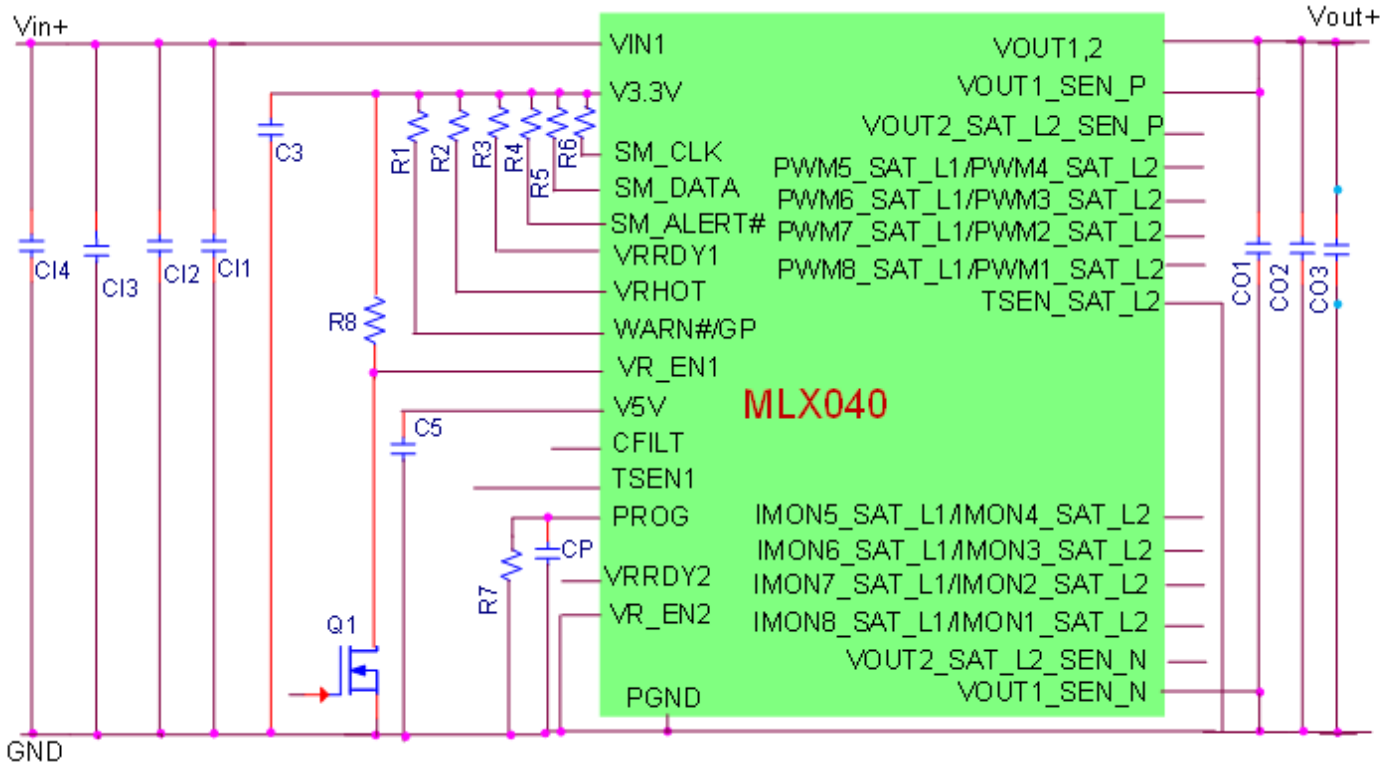 Vin+
Vout+
VIN1
VOUT1,2
V3.3V
VOUT1_SEN_P
VOUT2_SAT_L2_SEN_P
C3
R1
R2
R3
R4
R5
R6
SM_CLK
PWM5_SAT_L1/PWM4_SAT_L2
SM_DATA
PWM6_SAT_L1/PWM3_SAT_L2
SM_ALERT#
PWM7_SAT_L1/PWM2_SAT_L2
VRRDY1
PWM8_SAT_L1/PWM1_SAT_L2
CI4
CI3
CI2
CI1
CO1
CO2
CO3
VRHOT
TSEN_SAT_L2
R8
WARN#/GP
VR_EN1
MLX040
V5V
C5
CFILT
TSEN1
PROG
IMON5_SAT_L1/IMON4_SAT_L2
CP
IMON6_SAT_L1/IMON3_SAT_L2
R7
VRRDY2
IMON7_SAT_L1/IMON2_SAT_L2
VR_EN2
IMON8_SAT_L1/IMON1_SAT_L2
Q1
VOUT2_SAT_L2_SEN_N
PGND
VOUT1_SEN_N
GND